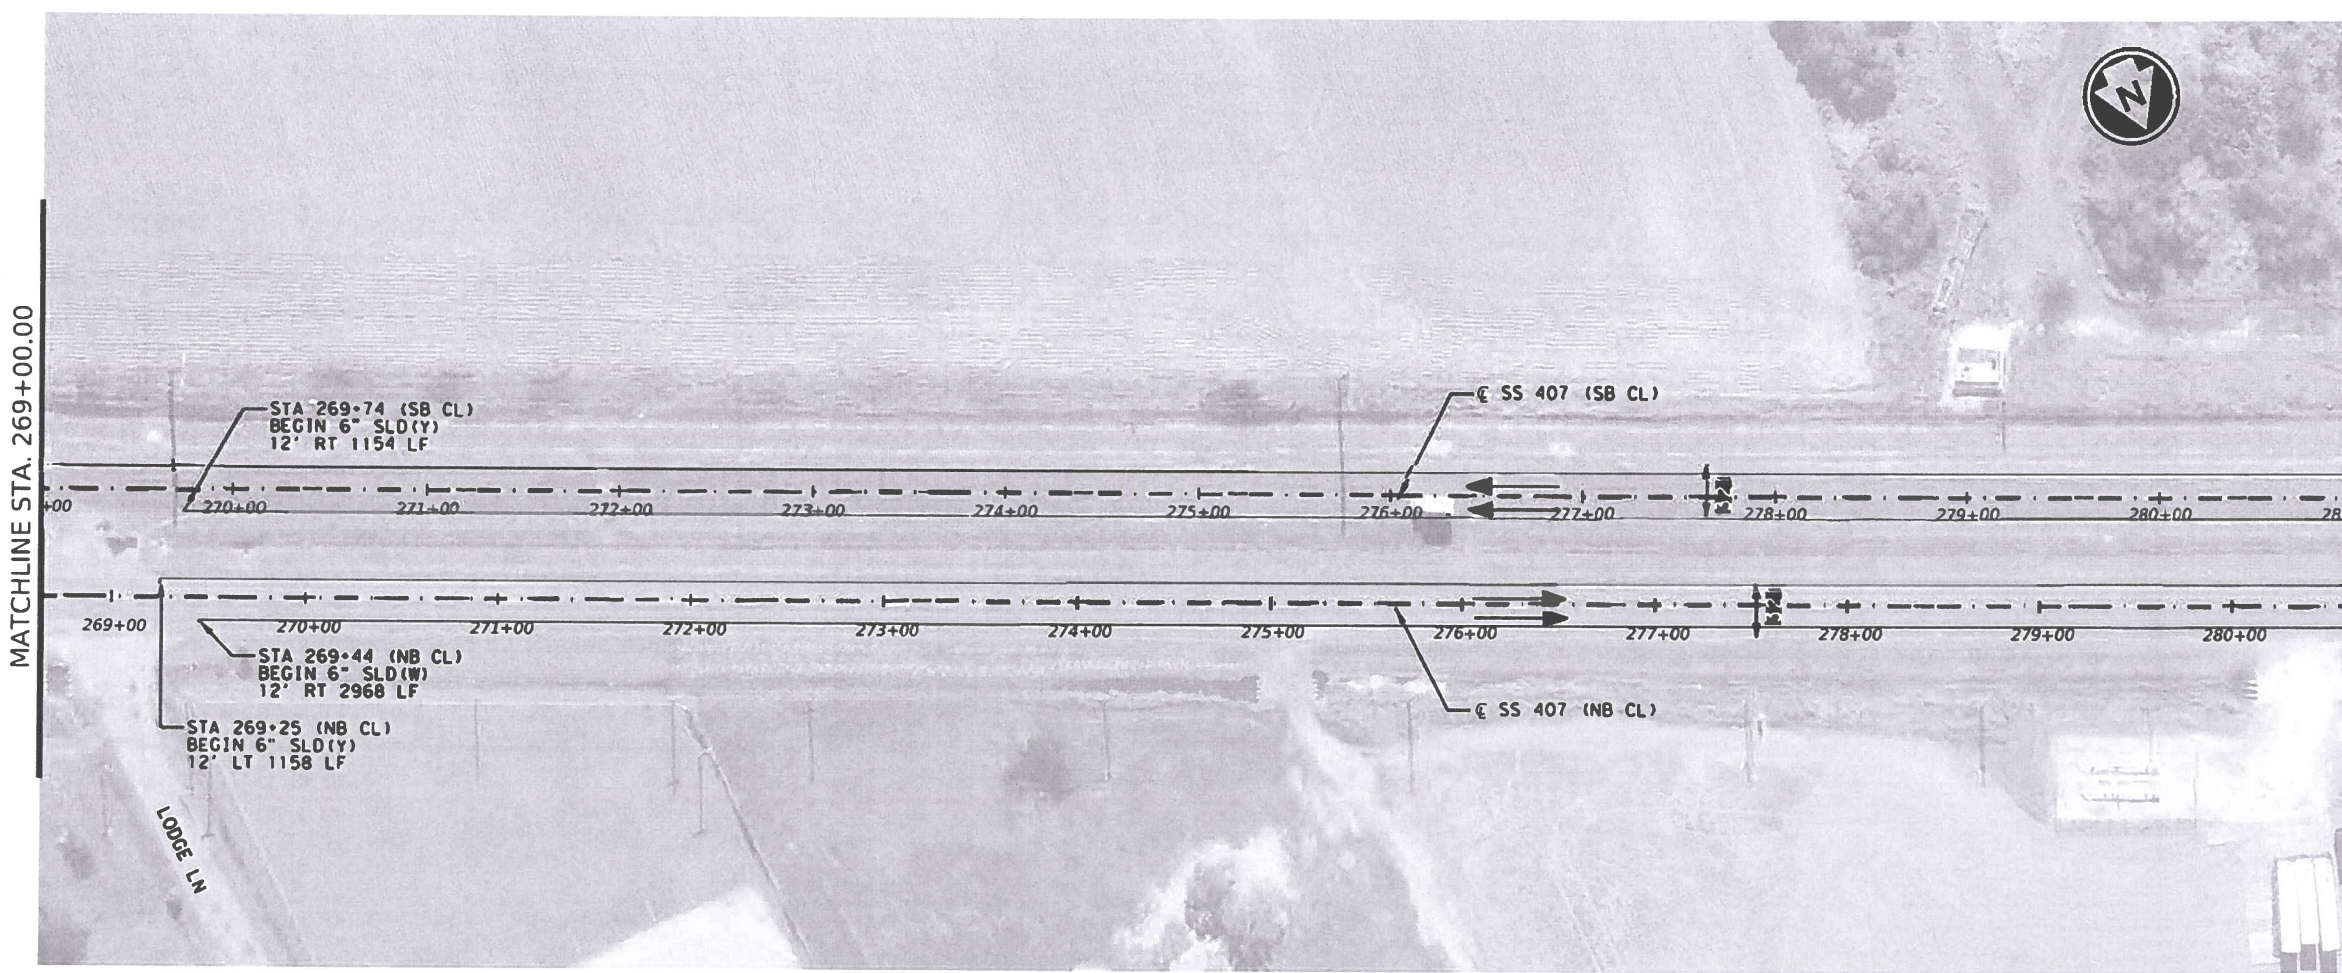 MATCHLINE STA. 269+00.00
N
STA 269+74 (SB CL)
BEGIN 6" SLD(Y)
12' RT 1154 LF
℄ SS 407 (SB CL)
+00 270+00 271+00 272+00 273+00 274+00 275+00 276+00 277+00 278+00 279+00 280+00 28
269+00 270+00 271+00 272+00 273+00 274+00 275+00 276+00 277+00 278+00 279+00 280+00
STA 269+44 (NB CL)
BEGIN 6" SLD(W)
12' RT 2968 LF
℄ SS 407 (NB CL)
STA 269+25 (NB CL)
BEGIN 6" SLD(Y)
12' LT 1158 LF
LODGE LN